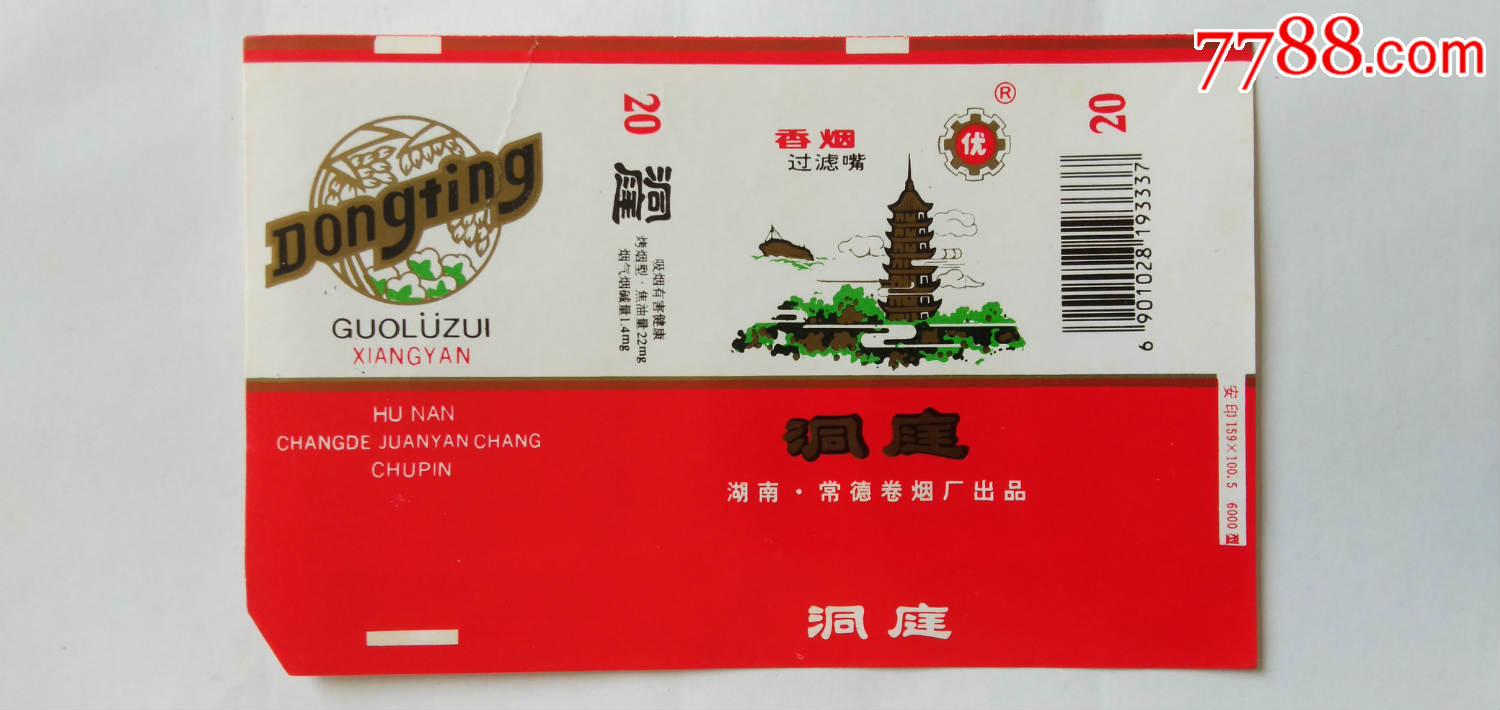 7788.com
Dongting
GUOLÜZUI
XIANGYAN
HU NAN
CHANGDE JUANYAN CHANG
CHUPIN
20
洞庭
吸烟有害健康
烤烟型·焦油量22mg
烟气烟碱量1.4mg
香烟
过滤嘴
优
®
洞庭
湖南·常德卷烟厂出品
洞庭
20
6 901028 193337
安印159×100.5 6000型